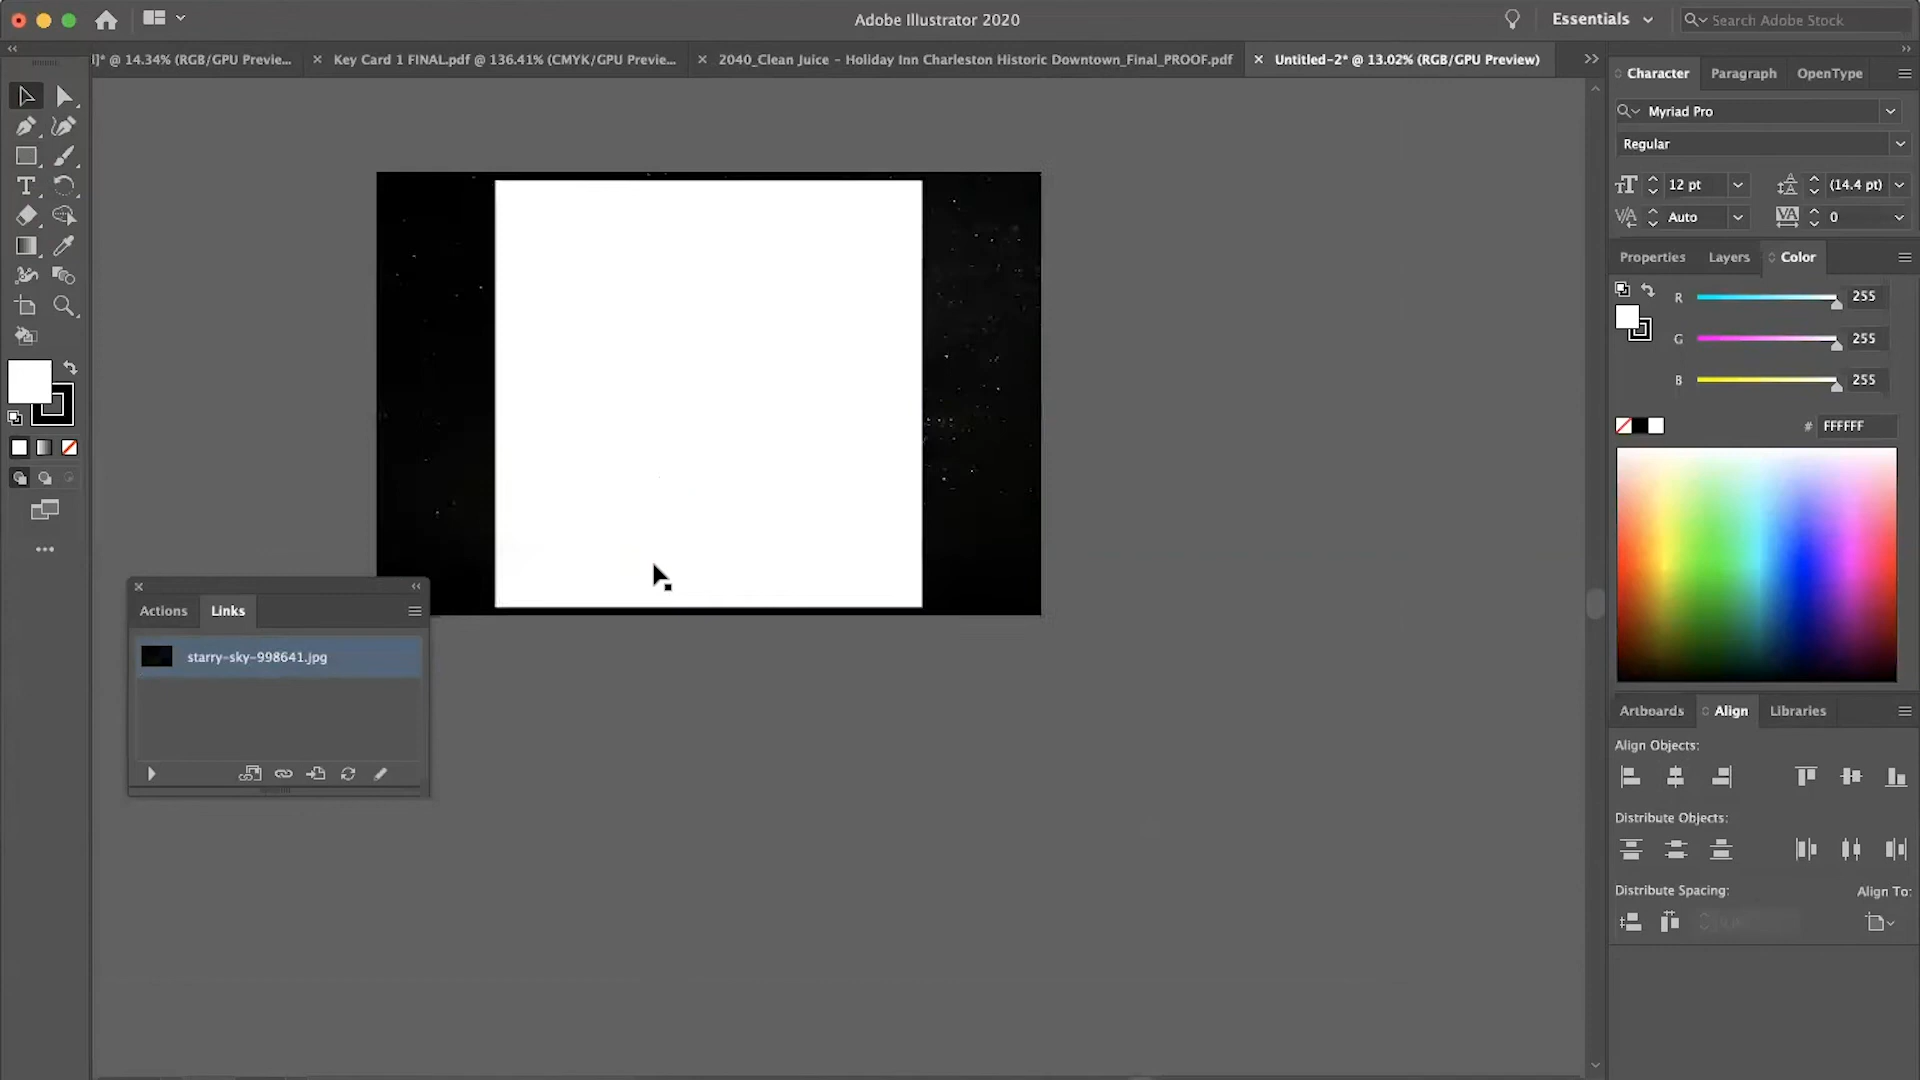 Adobe Illustrator 2020
Essentials
Search Adobe Stock
l]* @ 14.34% (RGB/GPU Previe...
Key Card 1 FINAL.pdf @ 136.41% (CMYK/GPU Previe...
2040_Clean Juice - Holiday Inn Charleston Historic Downtown_Final_PROOF.pdf
Untitled-2* @ 13.02% (RGB/GPU Preview)
Character
Paragraph
OpenType
Myriad Pro
Regular
12 pt
(14.4 pt)
Auto
0
Properties
Layers
Color
R
255
G
255
B
255
# FFFFFF
Actions
Links
starry-sky-998641.jpg
Artboards
Align
Libraries
Align Objects:
Distribute Objects:
Distribute Spacing:
Align To: